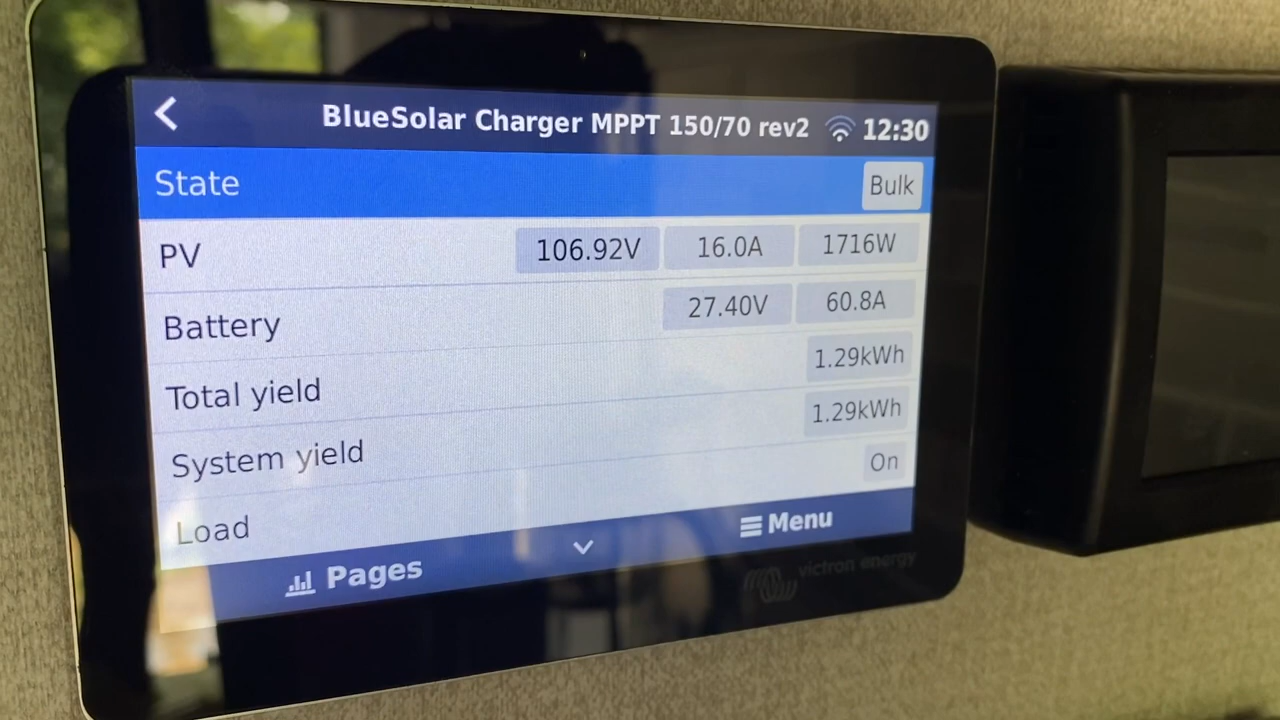 BlueSolar Charger MPPT 150/70 rev2 12:30
State Bulk
PV 106.92V 16.0A 1716W
Battery 27.40V 60.8A
Total yield 1.29kWh
System yield 1.29kWh
Load On
Pages Menu
victron energy